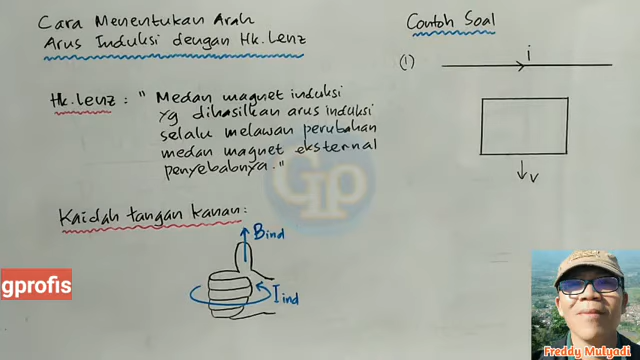 Cara Menentukan Arah
Arus Induksi dengan Hk.Lenz
Hk.Lenz : " Medan magnet induksi
yg dihasilkan arus induksi
selalu melawan perubahan
medan magnet eksternal
penyebabnya."
Kaidah tangan kanan:
Bind
Iind
Contoh Soal
(1)
i
v
Gp
gprofis
Freddy Mulyadi